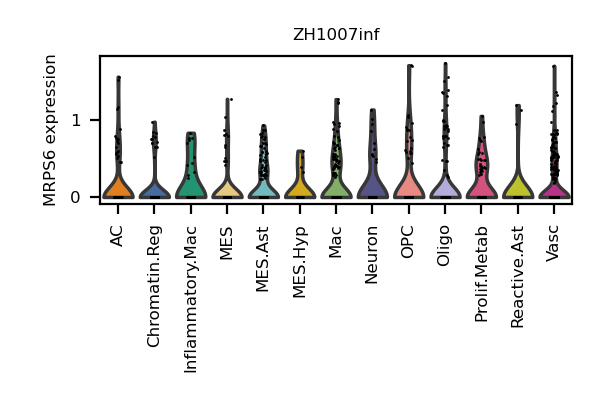 ZH1007inf
MRPS6 expression
1
0
AC
Chromatin.Reg
Inflammatory.Mac
MES
MES.Ast
MES.Hyp
Mac
Neuron
OPC
Oligo
Prolif.Metab
Reactive.Ast
Vasc